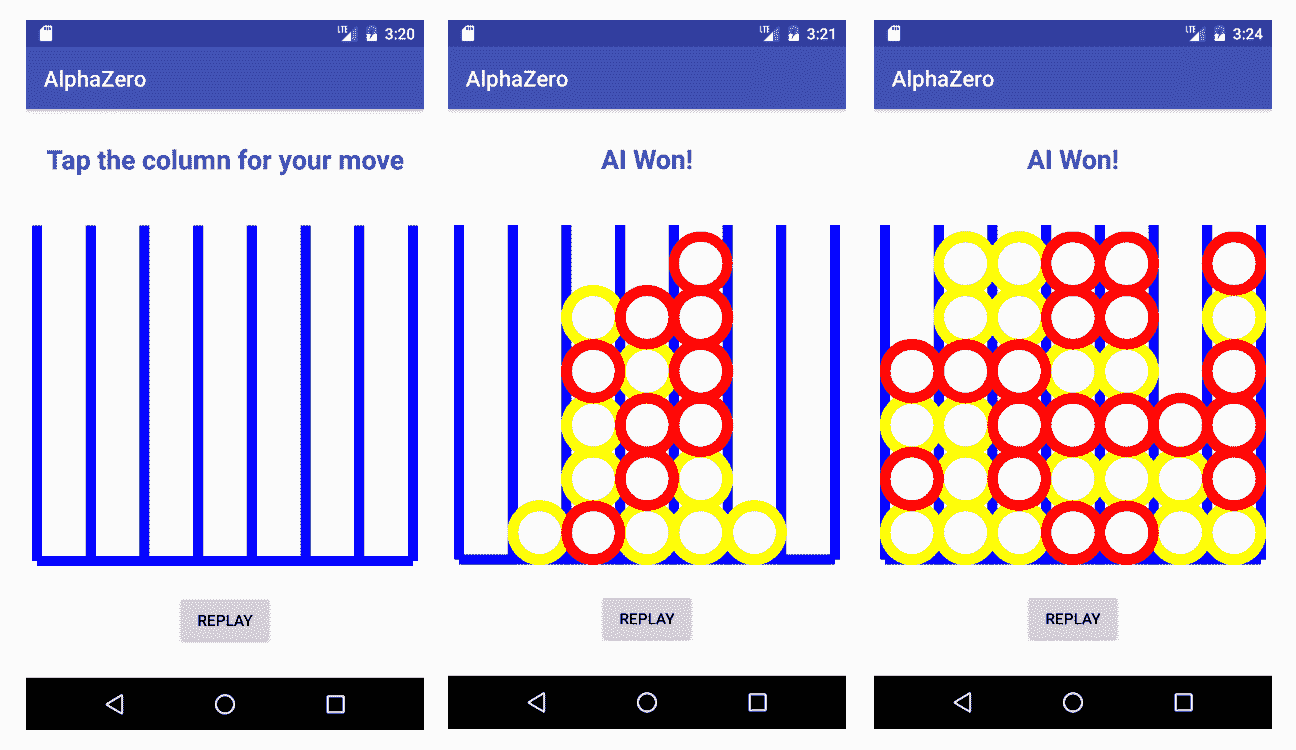 LTE 3:20
AlphaZero
Tap the column for your move
REPLAY
LTE 3:21
AlphaZero
AI Won!
REPLAY
LTE 3:24
AlphaZero
AI Won!
REPLAY